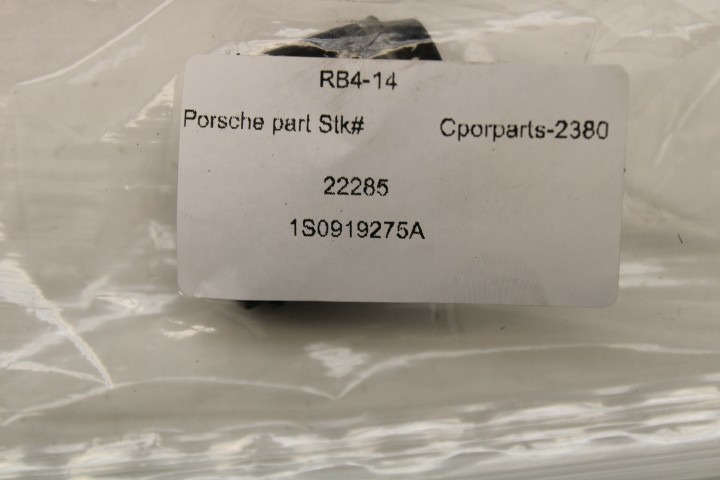 RB4-14
Porsche part Stk# Cporparts-2380
22285
1S0919275A